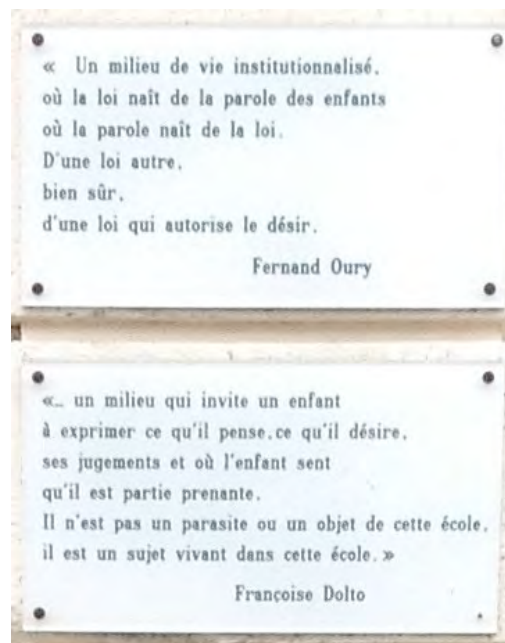 «  Un milieu de vie institutionnalisé,
où la loi naît de la parole des enfants
où la parole naît de la loi.
D'une loi autre,
bien sûr,
d'une loi qui autorise le désir.
Fernand Oury
«... un milieu qui invite un enfant
à exprimer ce qu'il pense,ce qu'il désire,
ses jugements et où l'enfant sent
qu'il est partie prenante.
Il n'est pas un parasite ou un objet de cette école,
il est un sujet vivant dans cette école. »
Françoise Dolto